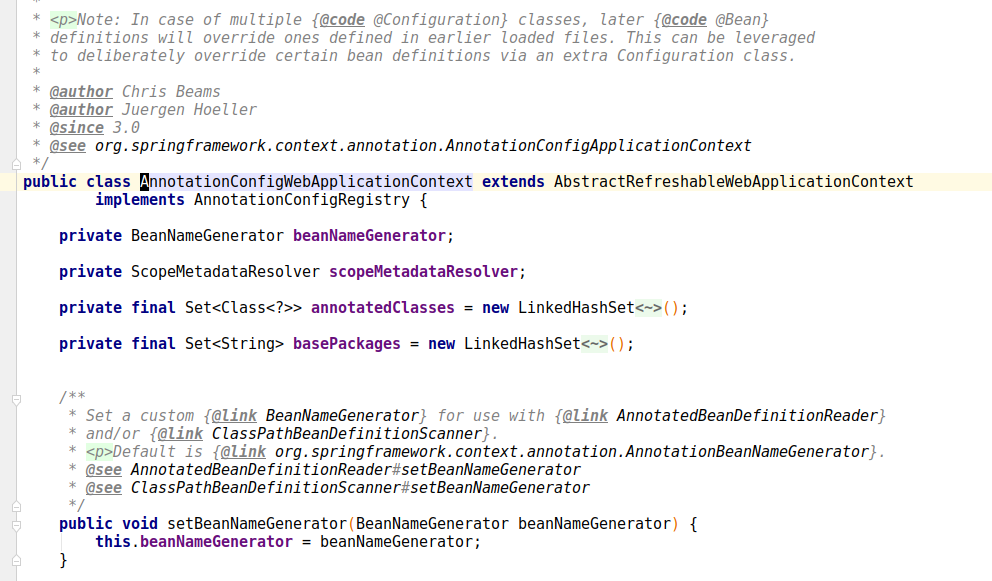 *
* <p>Note: In case of multiple {@code @Configuration} classes, later {@code @Bean}
* definitions will override ones defined in earlier loaded files. This can be leveraged
* to deliberately override certain bean definitions via an extra Configuration class.
*
* @author Chris Beams
* @author Juergen Hoeller
* @since 3.0
* @see org.springframework.context.annotation.AnnotationConfigApplicationContext
*/
public class AnnotationConfigWebApplicationContext extends AbstractRefreshableWebApplicationContext
implements AnnotationConfigRegistry {
private BeanNameGenerator beanNameGenerator;
private ScopeMetadataResolver scopeMetadataResolver;
private final Set<Class<?>> annotatedClasses = new LinkedHashSet<~>();
private final Set<String> basePackages = new LinkedHashSet<~>();
/**
* Set a custom {@link BeanNameGenerator} for use with {@link AnnotatedBeanDefinitionReader}
* and/or {@link ClassPathBeanDefinitionScanner}.
* <p>Default is {@link org.springframework.context.annotation.AnnotationBeanNameGenerator}.
* @see AnnotatedBeanDefinitionReader#setBeanNameGenerator
* @see ClassPathBeanDefinitionScanner#setBeanNameGenerator
*/
public void setBeanNameGenerator(BeanNameGenerator beanNameGenerator) {
this.beanNameGenerator = beanNameGenerator;
}